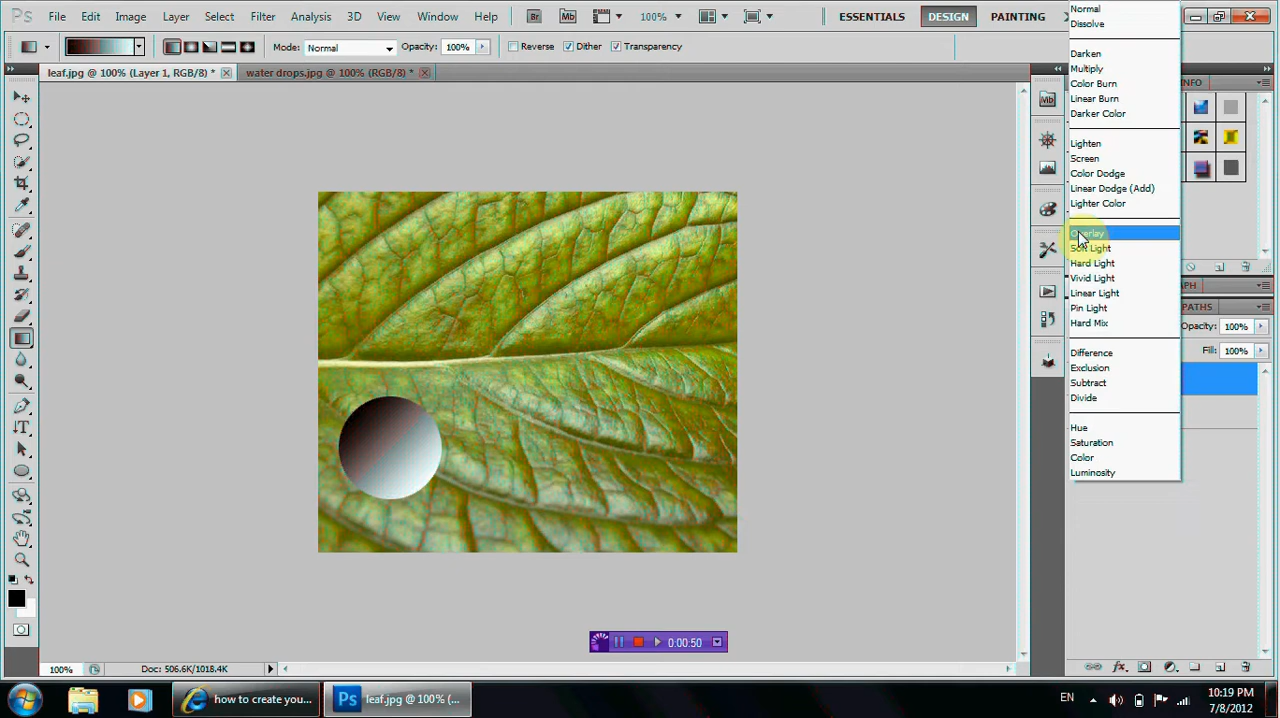 File Edit Image Layer Select Filter Analysis 3D View Window Help
Br Mb 100% ESSENTIALS DESIGN PAINTING
Mode: Normal Opacity: 100% Reverse Dither Transparency
leaf.jpg @ 100% (Layer 1, RGB/8) * water drops.jpg @ 100% (RGB/8) *
Mb
INFO
Normal
Dissolve
Darken
Multiply
Color Burn
Linear Burn
Darker Color
Lighten
Screen
Color Dodge
Linear Dodge (Add)
Lighter Color
Overlay
Soft Light
Hard Light
Vivid Light
Linear Light
Pin Light
Hard Mix
Difference
Exclusion
Subtract
Divide
Hue
Saturation
Color
Luminosity
PATHS
Opacity: 100%
Fill: 100%
fx
T
0:00:50
100% Doc: 506.6K/1018.4K
how to create you... Ps leaf.jpg @ 100% (... EN 10:19 PM
7/8/2012